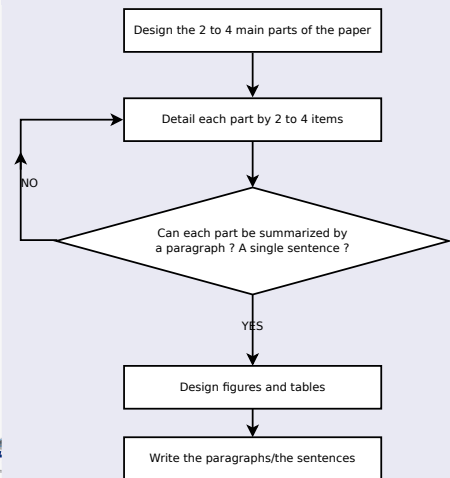 Design the 2 to 4 main parts of the paper
Detail each part by 2 to 4 items
NO
Can each part be summarized by
a paragraph ? A single sentence ?
YES
Design figures and tables
Write the paragraphs/the sentences